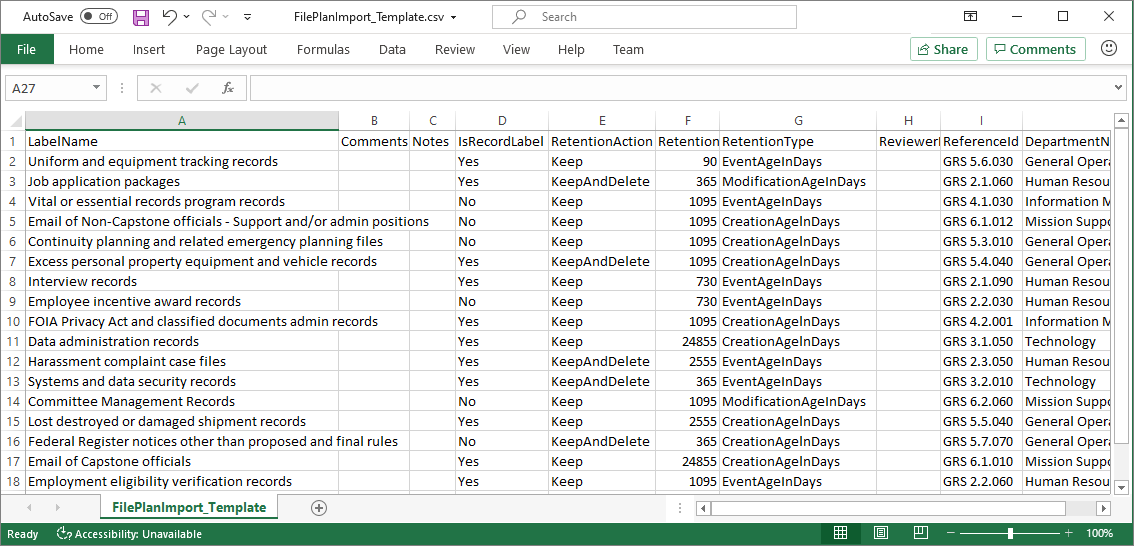 AutoSave Off FilePlanImport_Template.csv Search
File Home Insert Page Layout Formulas Data Review View Help Team Share Comments
A27 fx
A B C D E F G H I
1 LabelName Comments Notes IsRecordLabel RetentionAction Retention RetentionType Reviewer ReferenceId DepartmentN
2 Uniform and equipment tracking records Yes Keep 90 EventAgeInDays GRS 5.6.030 General Opera
3 Job application packages Yes KeepAndDelete 365 ModificationAgeInDays GRS 2.1.060 Human Resou
4 Vital or essential records program records No Keep 1095 EventAgeInDays GRS 4.1.030 Information M
5 Email of Non-Capstone officials - Support and/or admin positions No Keep 1095 CreationAgeInDays GRS 6.1.012 Mission Suppo
6 Continuity planning and related emergency planning files No Keep 1095 CreationAgeInDays GRS 5.3.010 General Opera
7 Excess personal property equipment and vehicle records Yes KeepAndDelete 1095 CreationAgeInDays GRS 5.4.040 General Opera
8 Interview records Yes Keep 730 EventAgeInDays GRS 2.1.090 Human Resou
9 Employee incentive award records No Keep 730 EventAgeInDays GRS 2.2.030 Human Resou
10 FOIA Privacy Act and classified documents admin records Yes Keep 1095 CreationAgeInDays GRS 4.2.001 Information M
11 Data administration records Yes Keep 24855 CreationAgeInDays GRS 3.1.050 Technology
12 Harassment complaint case files Yes KeepAndDelete 2555 EventAgeInDays GRS 2.3.050 Human Resou
13 Systems and data security records Yes KeepAndDelete 365 EventAgeInDays GRS 3.2.010 Technology
14 Committee Management Records No Keep 1095 ModificationAgeInDays GRS 6.2.060 Mission Suppo
15 Lost destroyed or damaged shipment records Yes Keep 2555 CreationAgeInDays GRS 5.5.040 General Opera
16 Federal Register notices other than proposed and final rules No KeepAndDelete 365 CreationAgeInDays GRS 5.7.070 General Opera
17 Email of Capstone officials Yes Keep 24855 CreationAgeInDays GRS 6.1.010 Mission Suppo
18 Employment eligibility verification records Yes Keep 1095 EventAgeInDays GRS 2.2.060 Human Resou
FilePlanImport_Template
Ready Accessibility: Unavailable 100%